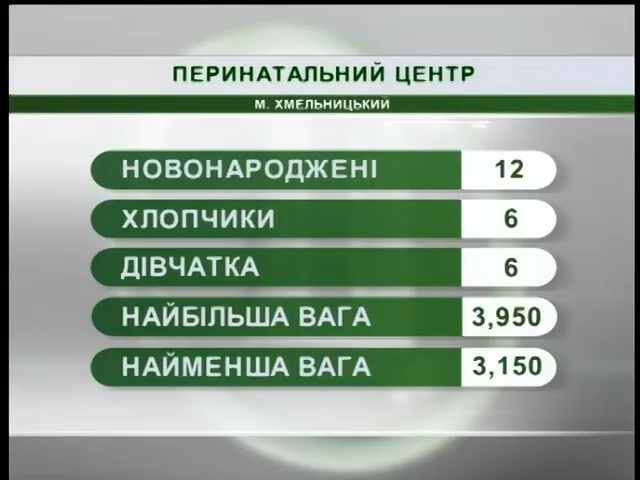 ПЕРИНАТАЛЬНИЙ ЦЕНТР
М. ХМЕЛЬНИЦЬКИЙ
НОВОНАРОДЖЕНІ 12
ХЛОПЧИКИ 6
ДІВЧАТКА 6
НАЙБІЛЬША ВАГА 3,950
НАЙМЕНША ВАГА 3,150